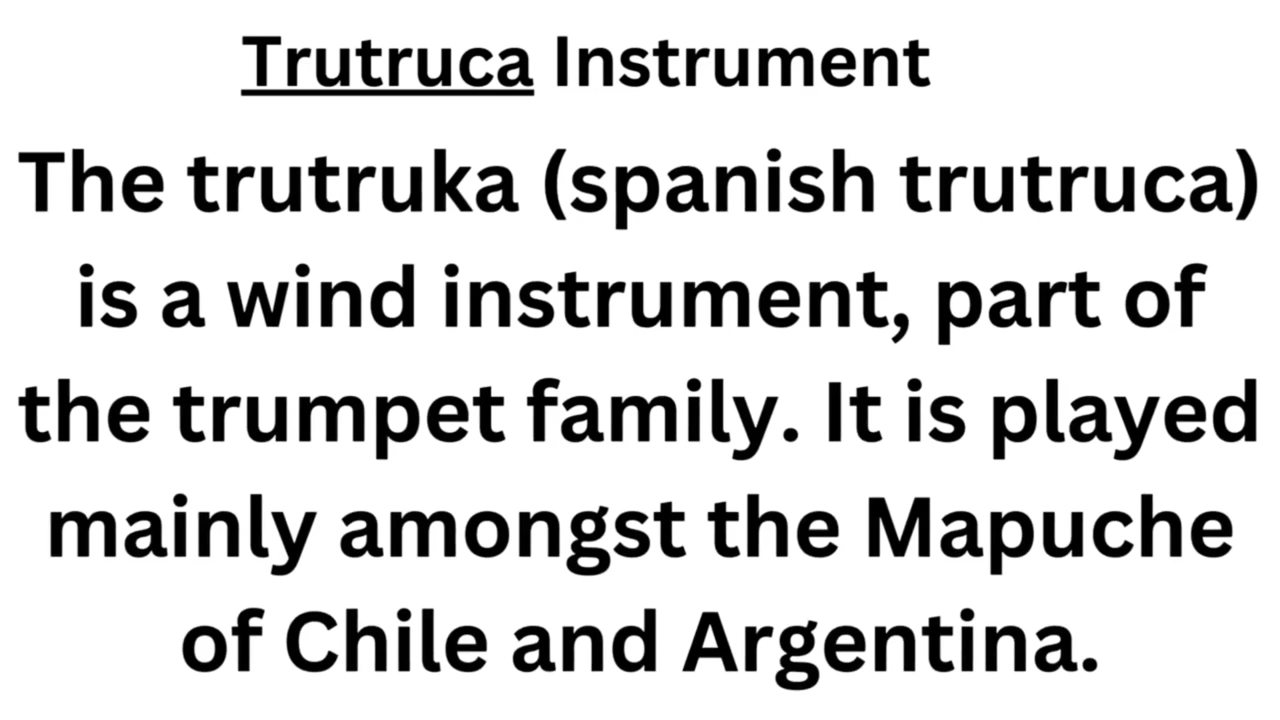 Trutruca Instrument
The trutruka (spanish trutruca)
is a wind instrument, part of
the trumpet family. It is played
mainly amongst the Mapuche
of Chile and Argentina.